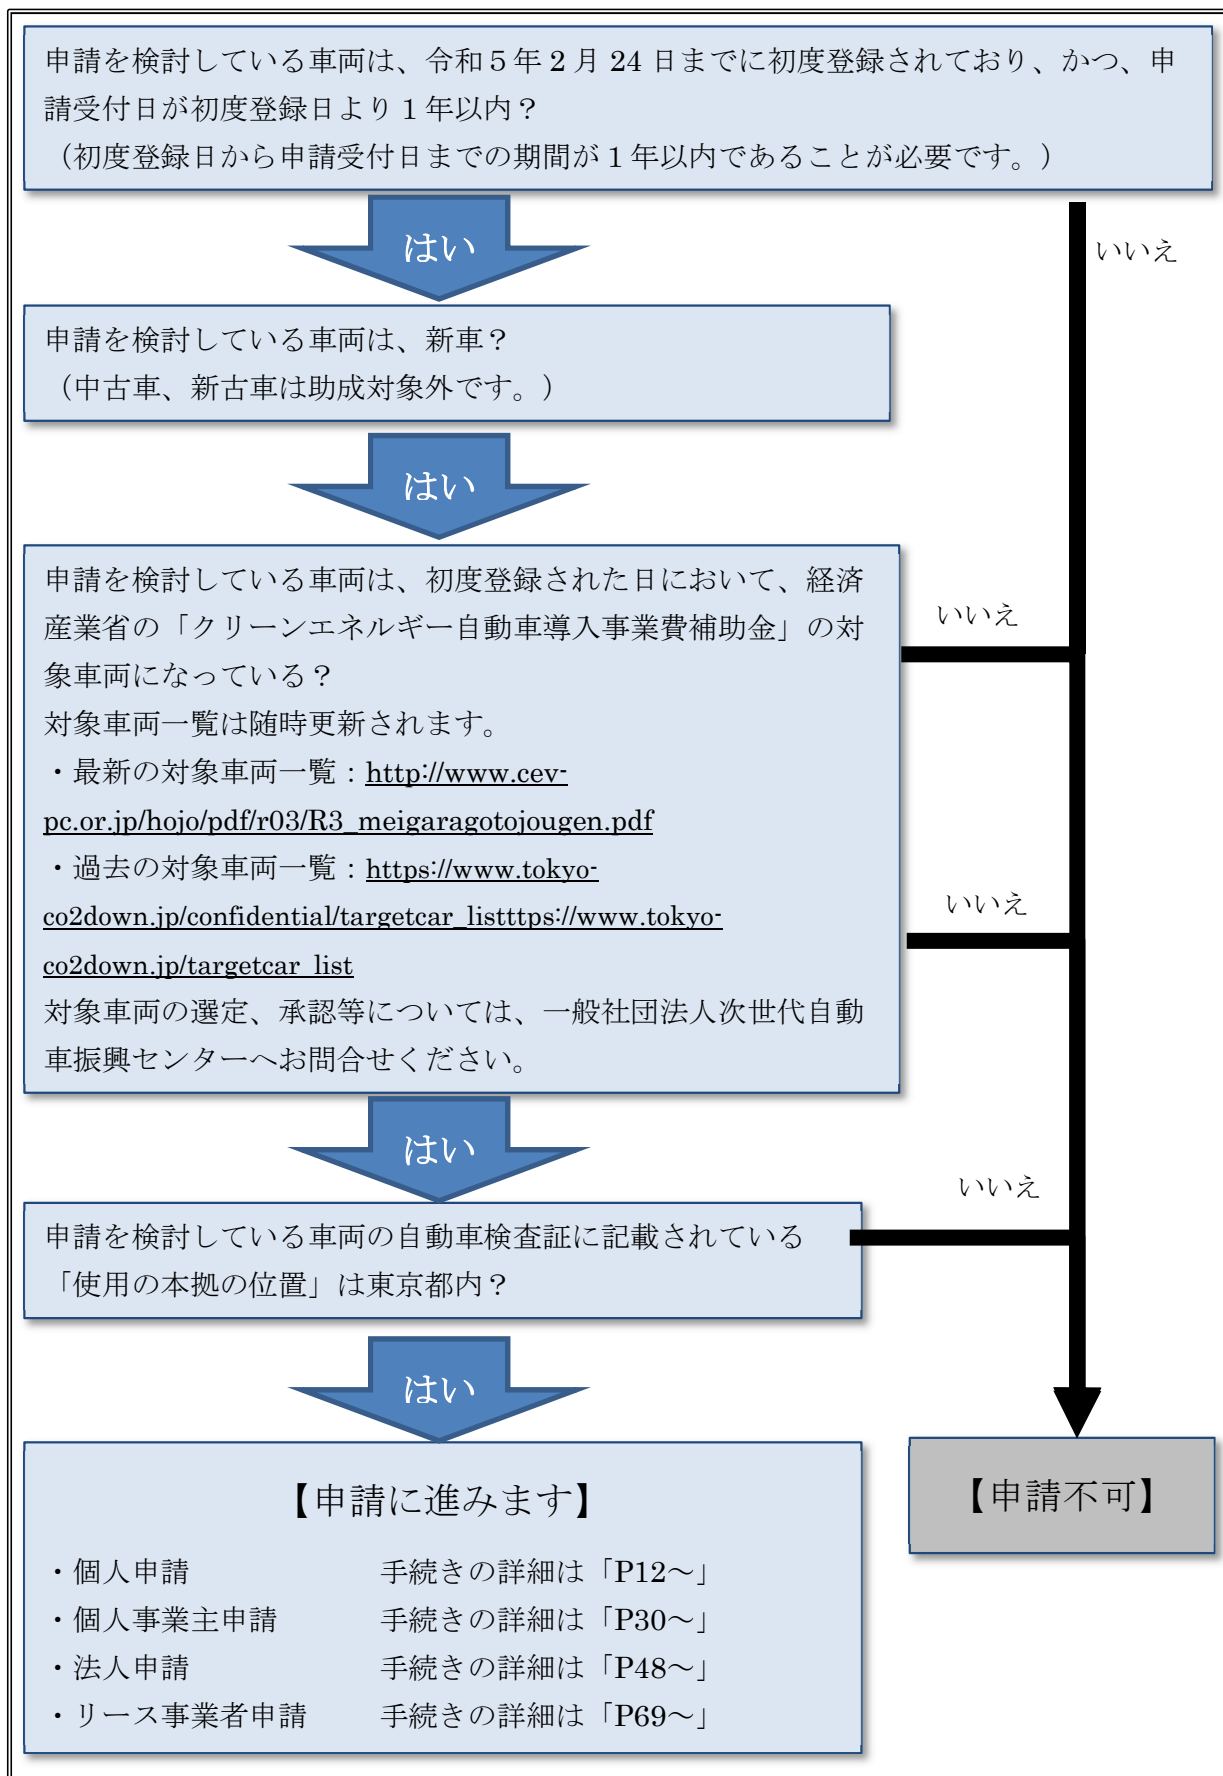 申請を検討している車両は、令和５年 2 月 24 日までに初度登録されており、かつ、申
請受付日が初度登録日より 1 年以内？
（初度登録日から申請受付日までの期間が 1 年以内であることが必要です。）
はい
いいえ
申請を検討している車両は、新車？
（中古車、新古車は助成対象外です。）
はい
申請を検討している車両は、初度登録された日において、経済
産業省の「クリーンエネルギー自動車導入事業費補助金」の対
象車両になっている？
対象車両一覧は随時更新されます。
・最新の対象車両一覧：http://www.cev-
pc.or.jp/hojo/pdf/r03/R3_meigaragotojougen.pdf
・過去の対象車両一覧：https://www.tokyo-
co2down.jp/confidential/targetcar_listttps://www.tokyo-
co2down.jp/targetcar_list
対象車両の選定、承認等については、一般社団法人次世代自動
車振興センターへお問合せください。
いいえ
いいえ
はい
いいえ
申請を検討している車両の自動車検査証に記載されている
「使用の本拠の位置」は東京都内？
はい
【申請に進みます】
・個人申請 手続きの詳細は「P12～」
・個人事業主申請 手続きの詳細は「P30～」
・法人申請 手続きの詳細は「P48～」
・リース事業者申請 手続きの詳細は「P69～」
【申請不可】